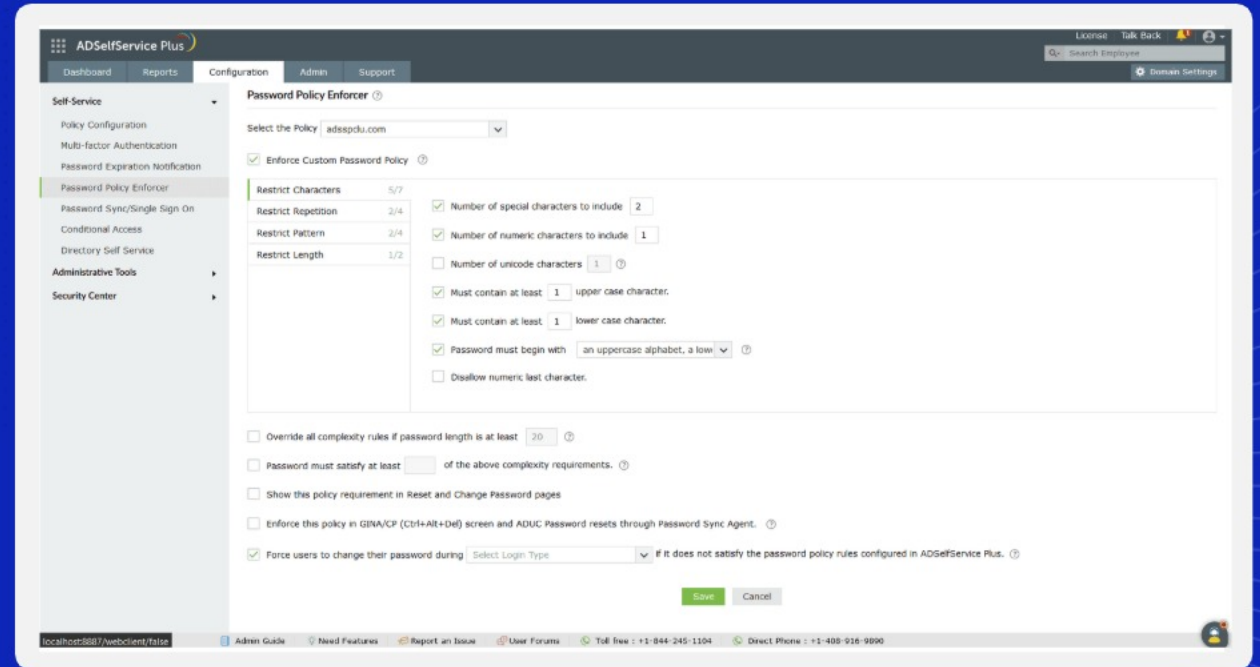 License Talk Back
ADSelfService Plus
Search Employee
Dashboard Reports Configuration Admin Support
Domain Settings
Self-Service
Policy Configuration
Multi-factor Authentication
Password Expiration Notification
Password Policy Enforcer
Password Sync/Single Sign On
Conditional Access
Directory Self Service
Administrative Tools
Security Center
Password Policy Enforcer
Select the Policy adsspdu.com
Enforce Custom Password Policy
Restrict Characters 5/7
Restrict Repetition 2/4
Restrict Pattern 2/4
Restrict Length 1/2
Number of special characters to include 2
Number of numeric characters to include 1
Number of unicode characters 1
Must contain at least 1 upper case character.
Must contain at least 1 lower case character.
Password must begin with an uppercase alphabet, a low
Disallow numeric last character.
Override all complexity rules if password length is at least 20
Password must satisfy at least of the above complexity requirements.
Show this policy requirement in Reset and Change Password pages
Enforce this policy in GINA/CP (Ctrl+Alt+Del) screen and ADUC Password resets through Password Sync Agent.
Force users to change their password during Select Login Type if it does not satisfy the password policy rules configured in ADSelfService Plus.
Save Cancel
localhost:8887/webclient/false
Admin Guide Need Features Report an Issue User Forums Toll free : +1-844-245-1104 Direct Phone : +1-408-916-9890